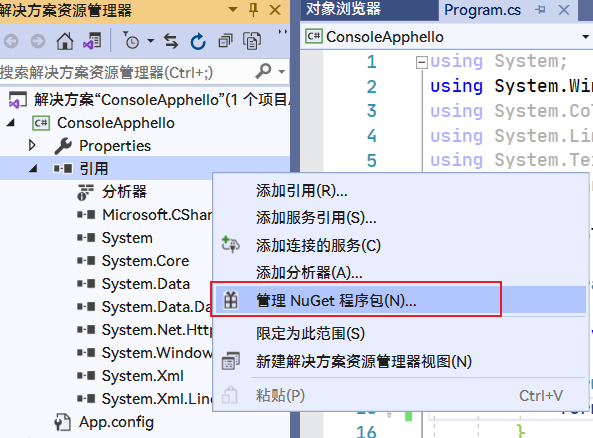 解决方案资源管理器
搜索解决方案资源管理器(Ctrl+;)
解决方案“ConsoleApphello”(1 个项目
C# ConsoleApphello
Properties
引用
分析器
Microsoft.CShar
System
System.Core
System.Data
System.Data.Da
System.Net.Http
System.Window
System.Xml
System.Xml.Lin
App.config
添加引用(R)...
添加服务引用(S)...
添加连接的服务(C)
添加分析器(A)...
管理 NuGet 程序包(N)...
限定为此范围(S)
新建解决方案资源管理器视图(N)
粘贴(P) Ctrl+V
对象浏览器 Program.cs
C# ConsoleApphello
1 using System;
2 using System.Win
3 using System.Co
4 using System.Lin
5 using System.Te
16 }